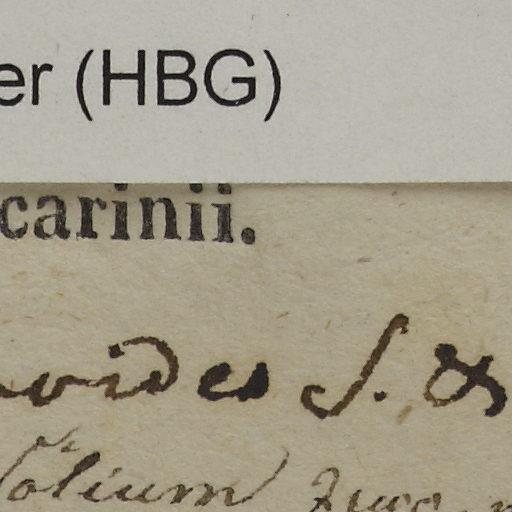 er (HBG)
carinii.
oides S. &
folium